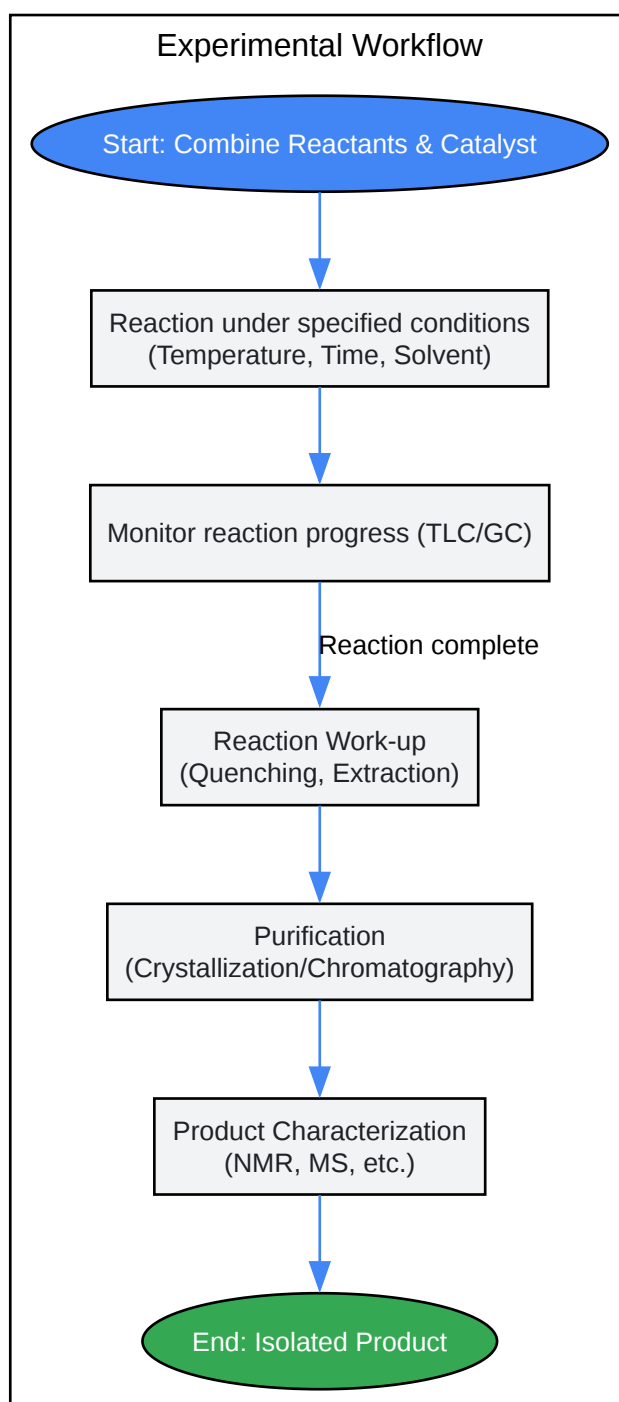 Experimental Workflow
Start: Combine Reactants & Catalyst
Reaction under specified conditions
(Temperature, Time, Solvent)
Monitor reaction progress (TLC/GC)
Reaction complete
Reaction Work-up
(Quenching, Extraction)
Purification
(Crystallization/Chromatography)
Product Characterization
(NMR, MS, etc.)
End: Isolated Product